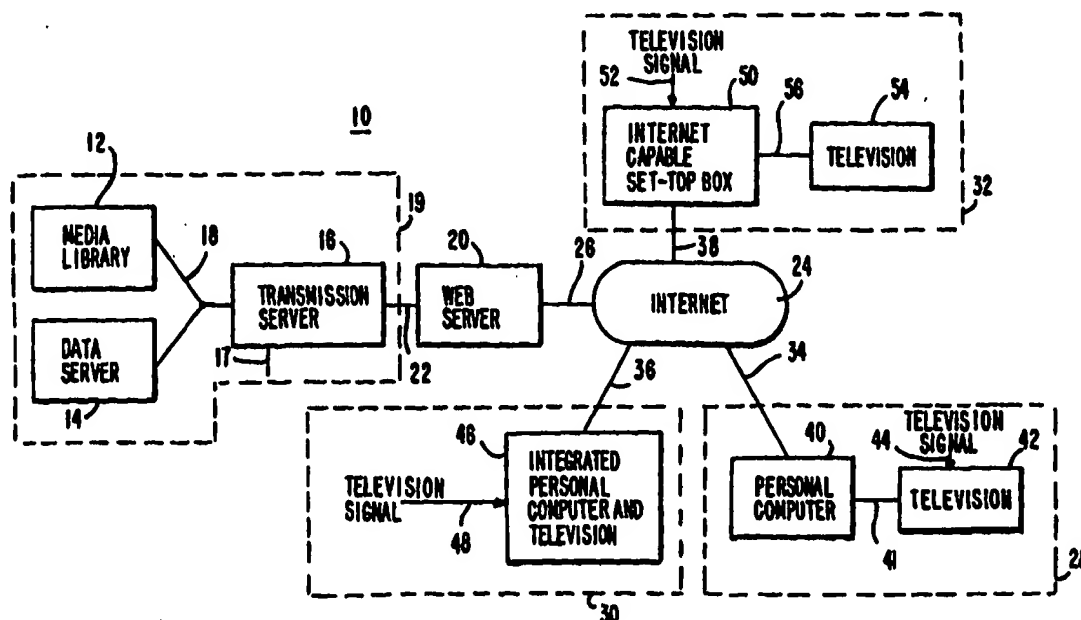 10
12
MEDIA
LIBRARY
18
DATA
SERVER
14
16
TRANSMISSION
SERVER
17
19
22
20
WEB
SERVER
26
INTERNET
24
TELEVISION
SIGNAL
52
50
INTERNET
CAPABLE
SET-TOP BOX
56
54
TELEVISION
32
38
36
34
46
TELEVISION
SIGNAL
48
INTEGRATED
PERSONAL
COMPUTER AND
TELEVISION
30
40
PERSONAL
COMPUTER
41
TELEVISION
SIGNAL
44
42
TELEVISION